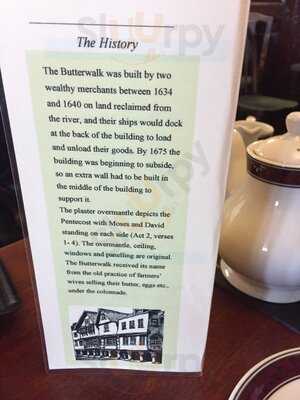 Sluurpy
The History
The Butterwalk was built by two
wealthy merchants between 1634
and 1640 on land reclaimed from
the river, and their ships would dock
at the back of the building to load
and unload their goods. By 1675 the
building was beginning to subside,
so an extra wall had to be built in
the middle of the building to
support it.
The plaster overmantle depicts the
Pentecost with Moses and David
standing on each side (Act 2, verses
1- 4). The overmantle, ceiling,
windows and panelling are original.
The Butterwalk received its name
from the old practice of farmers'
wives selling their butter, eggs etc.,
under the colonnade.